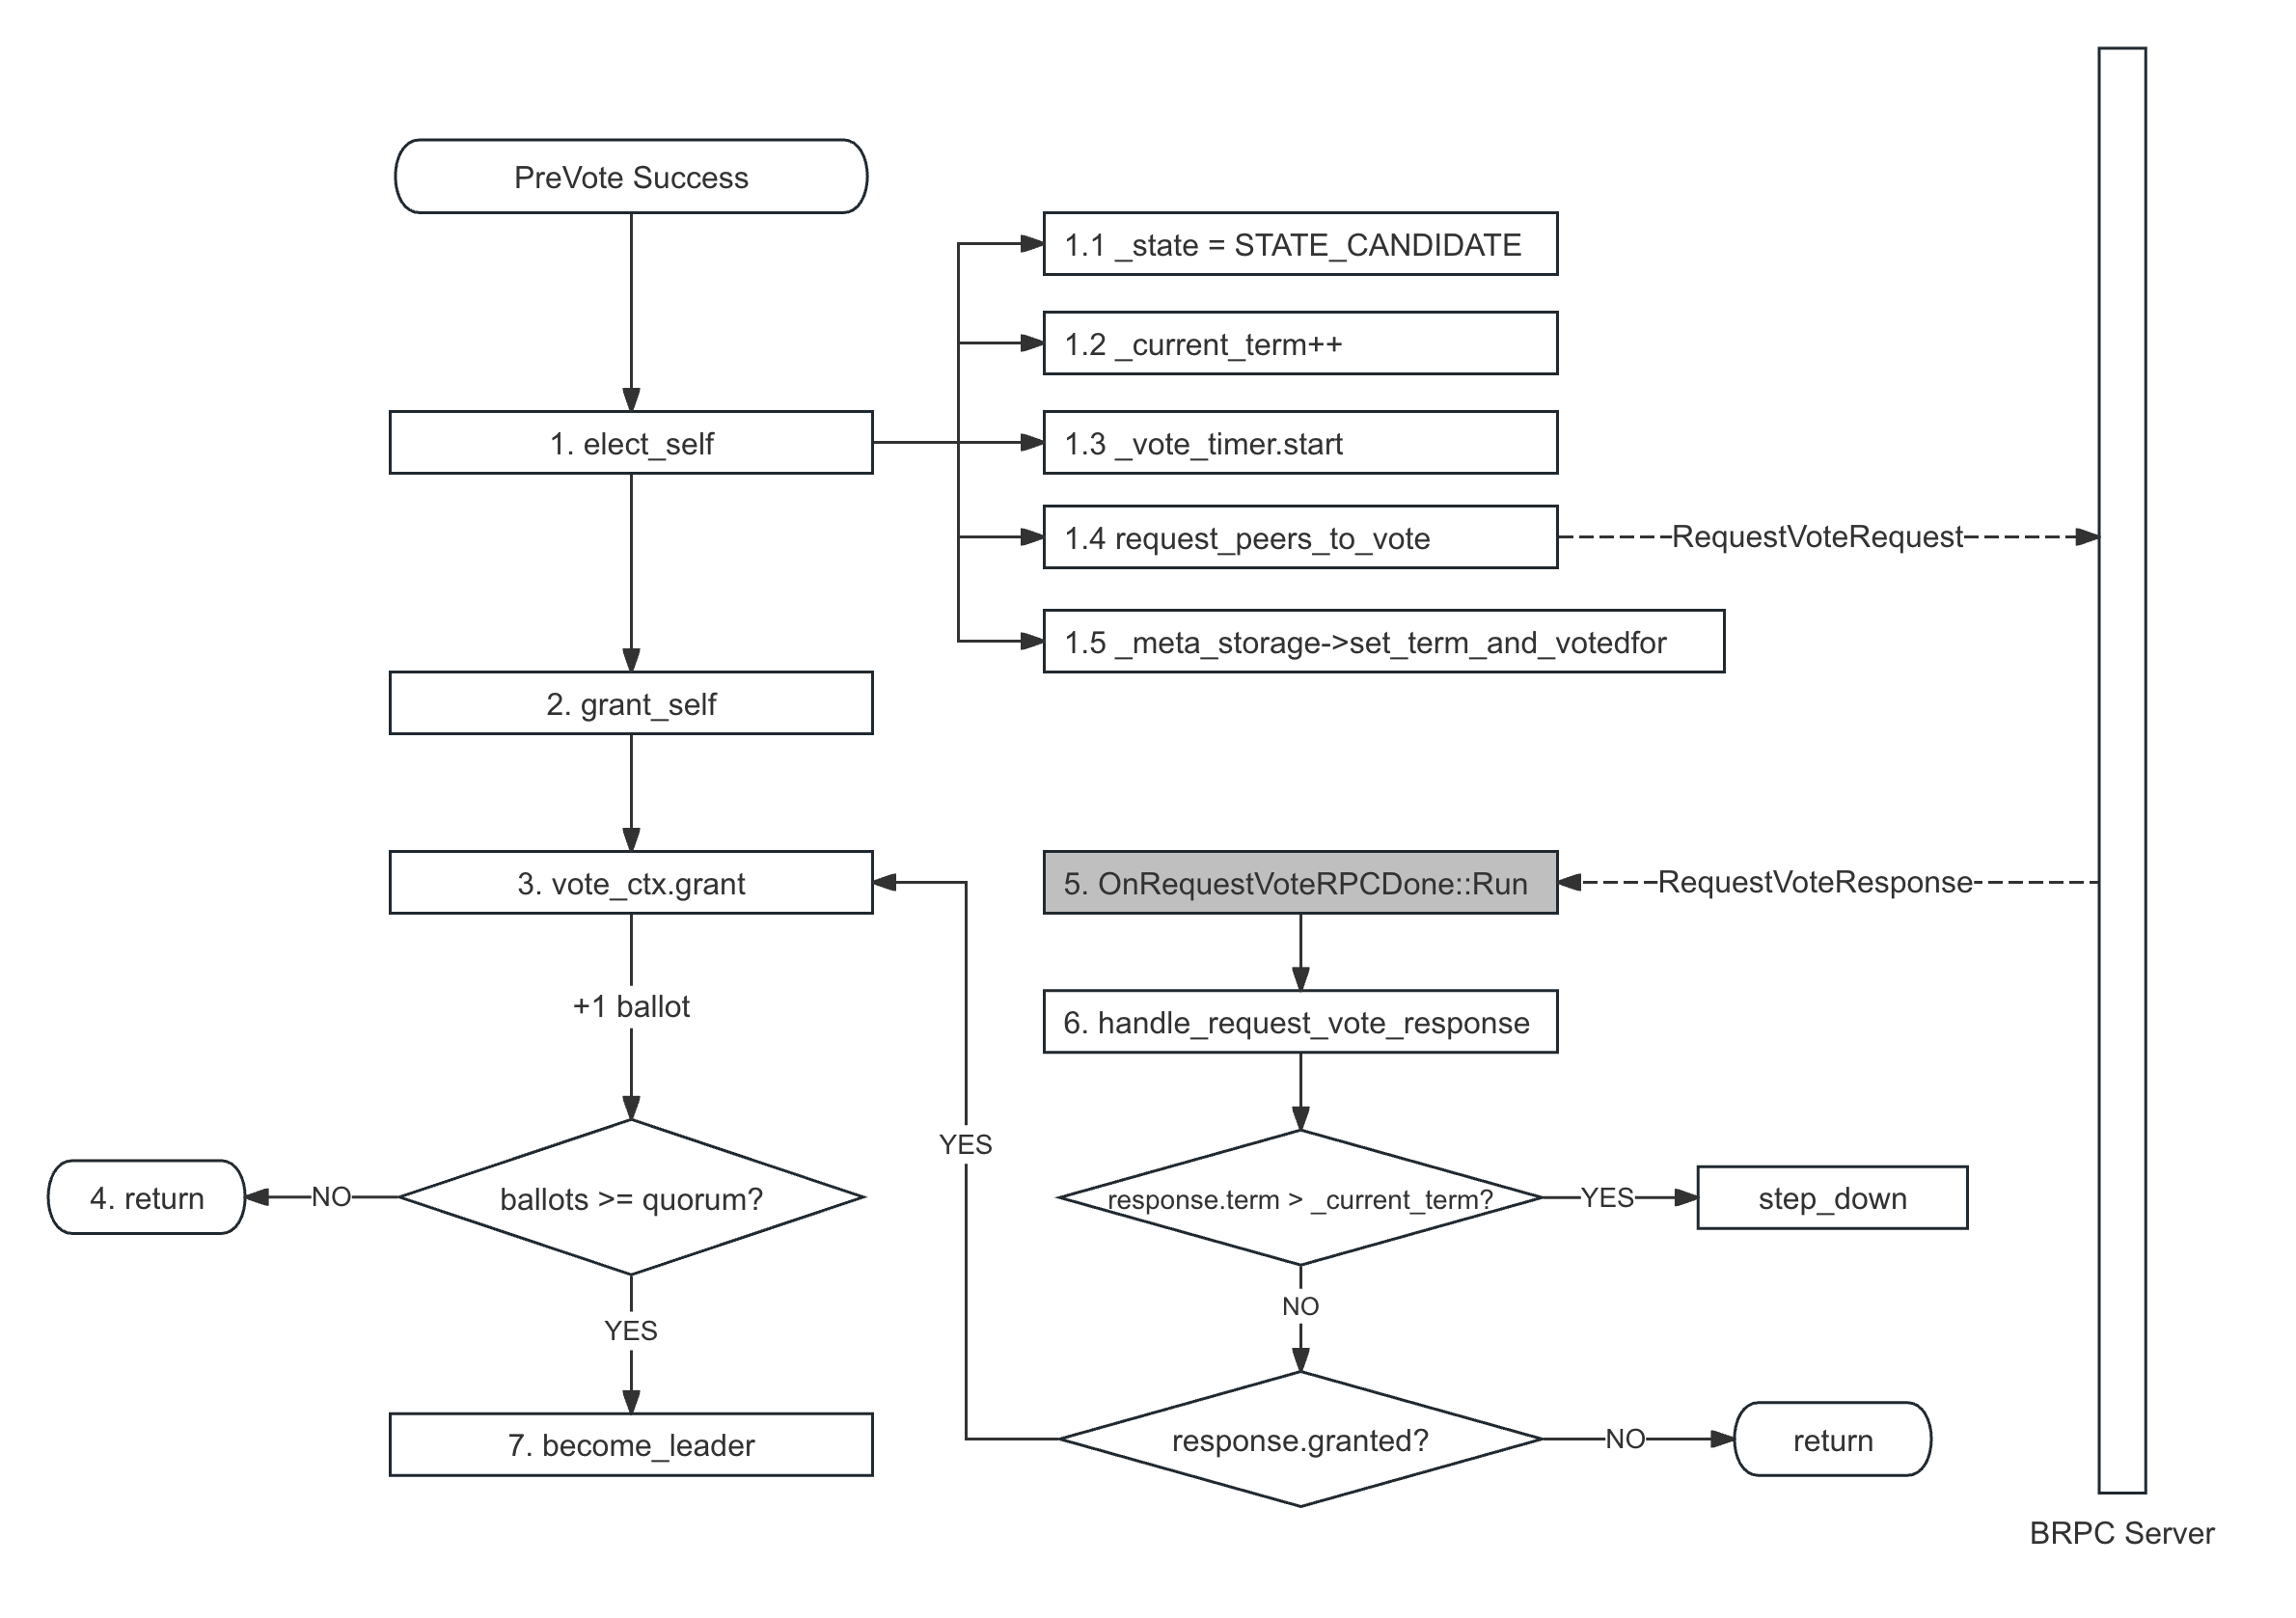 PreVote Success
1.1 _state = STATE_CANDIDATE
1.2 _current_term++
1. elect_self
1.3 _vote_timer.start
1.4 request_peers_to_vote
RequestVoteRequest
1.5 _meta_storage->set_term_and_votedfor
2. grant_self
3. vote_ctx.grant
5. OnRequestVoteRPCDone::Run
RequestVoteResponse
+1 ballot
6. handle_request_vote_response
YES
4. return
NO
ballots >= quorum?
response.term > _current_term?
YES
step_down
NO
YES
7. become_leader
response.granted?
NO
return
BRPC Server